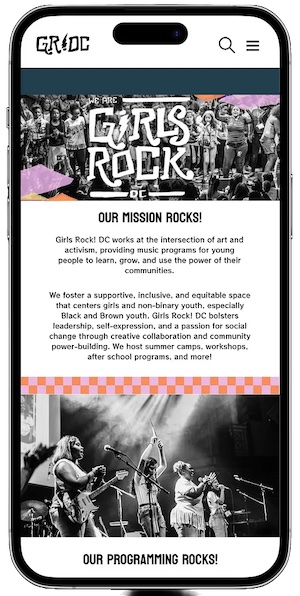 GR!DC
WE ARE
GIRLS
ROCK
DC
OUR MISSION ROCKS!
Girls Rock! DC works at the intersection of art and
activism, providing music programs for young
people to learn, grow, and use the power of their
communities.
We foster a supportive, inclusive, and equitable space
that centers girls and non-binary youth, especially
Black and Brown youth. Girls Rock! DC bolsters
leadership, self-expression, and a passion for social
change through creative collaboration and community
power-building. We host summer camps, workshops,
after school programs, and more!
OUR PROGRAMMING ROCKS!